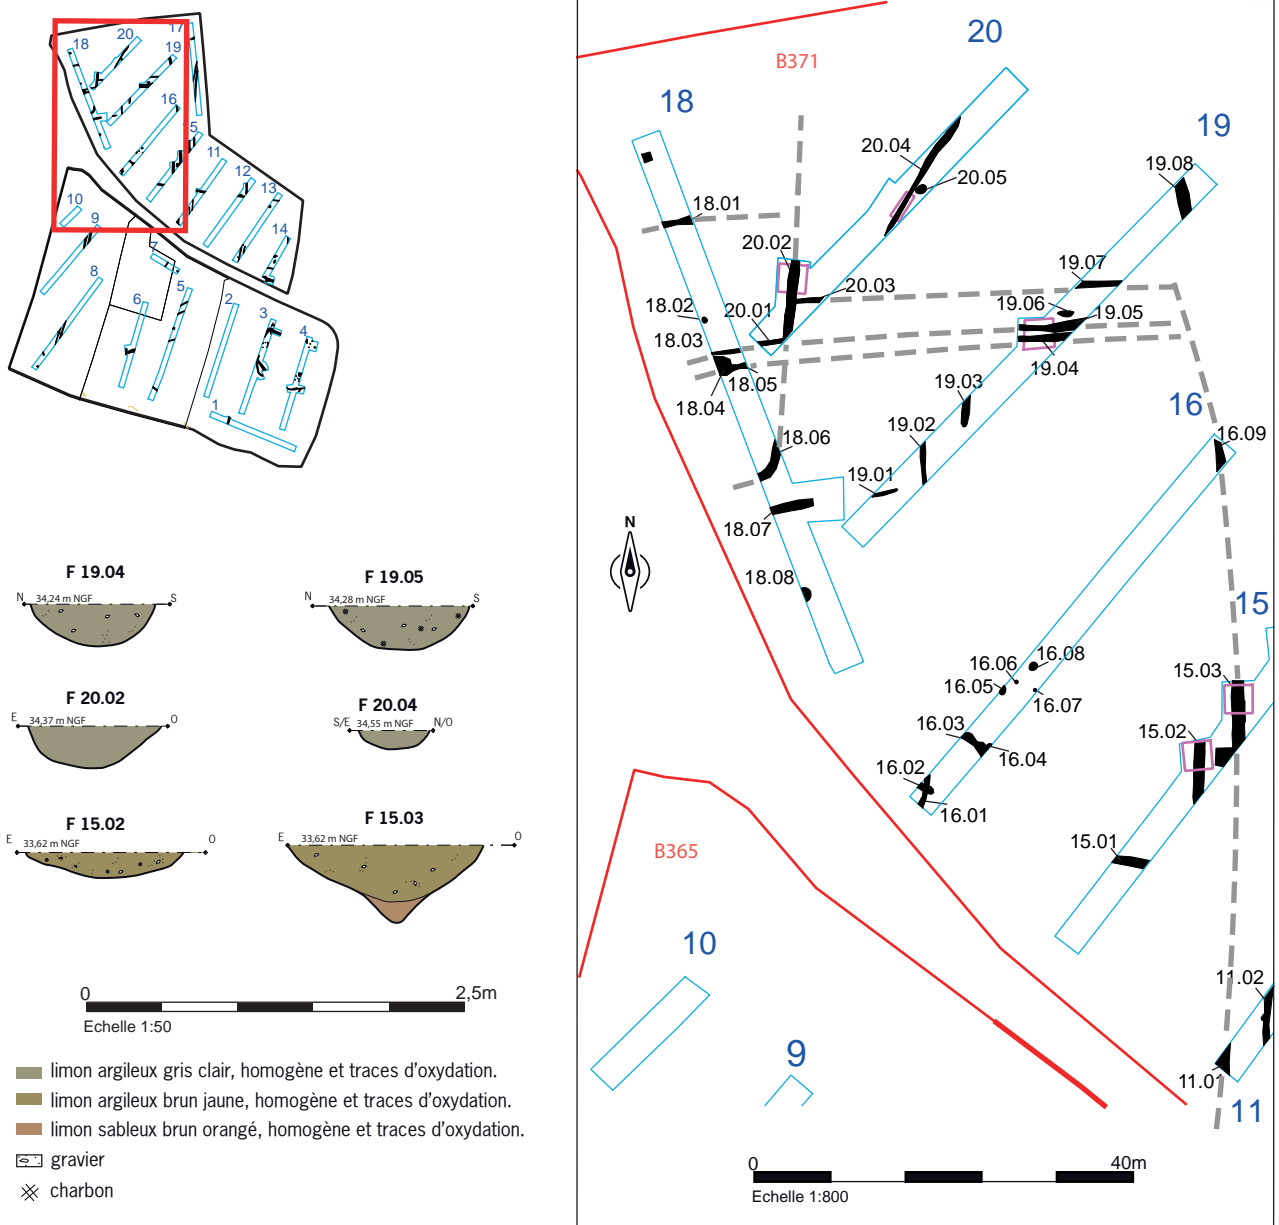 17
18
20
19
16
15
11
12
13
14
10
9
8
7
6
5
2
3
4
1
F 19.04
N
34,24 m NGF
S
F 19.05
N
34,28 m NGF
S
F 20.02
E
34,37 m NGF
O
F 20.04
S/E
34,55 m NGF
N/O
F 15.02
E
33,62 m NGF
O
F 15.03
E
33,62 m NGF
O
0
2,5m
Echelle 1:50
limon argileux gris clair, homogène et traces d'oxydation.
limon argileux brun jaune, homogène et traces d'oxydation.
limon sableux brun orangé, homogène et traces d'oxydation.
gravier
charbon
20
B371
18
19
20.04
20.05
19.08
18.01
20.02
19.07
20.03
19.06
19.05
18.02
20.01
18.03
19.04
18.05
18.04
19.03
16
19.02
16.09
18.06
19.01
18.07
N
18.08
15
16.08
16.06
16.05
16.07
15.03
16.03
15.02
16.04
16.02
16.01
15.01
B365
10
11.02
9
11.01
11
0
40m
Echelle 1:800